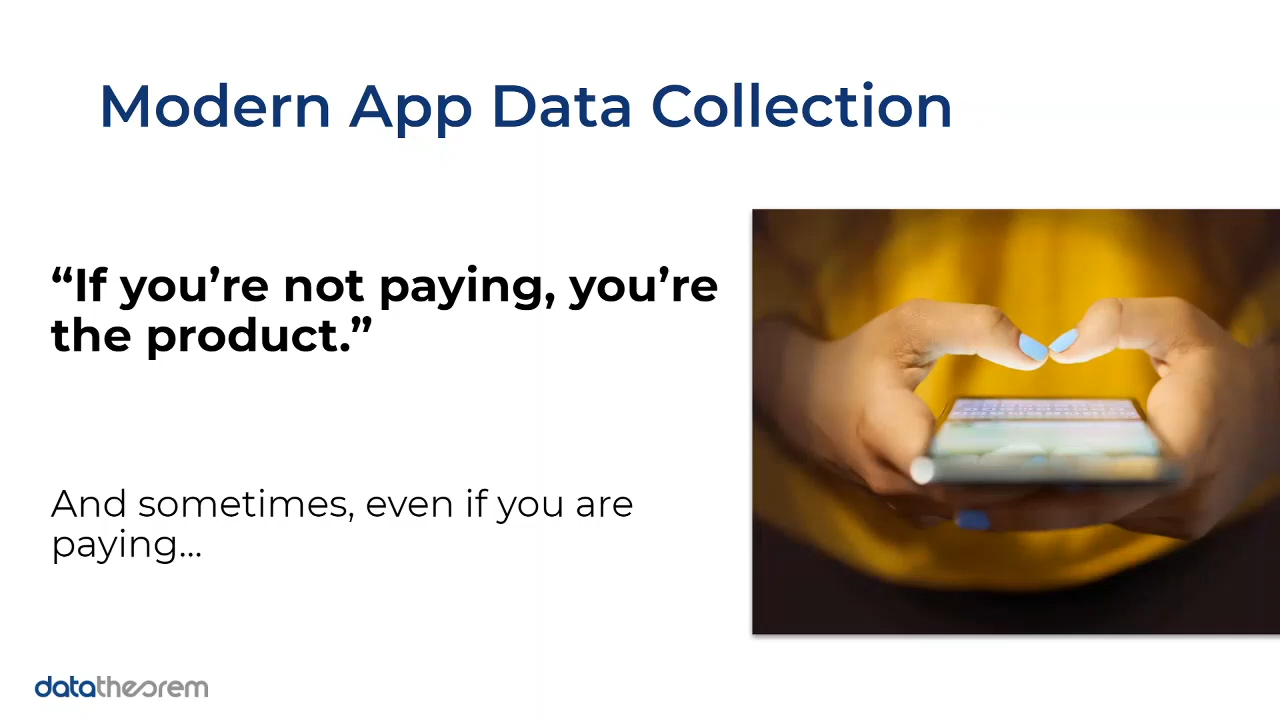 Modern App Data Collection
“If you’re not paying, you’re
the product.”
And sometimes, even if you are
paying...
datatheorem